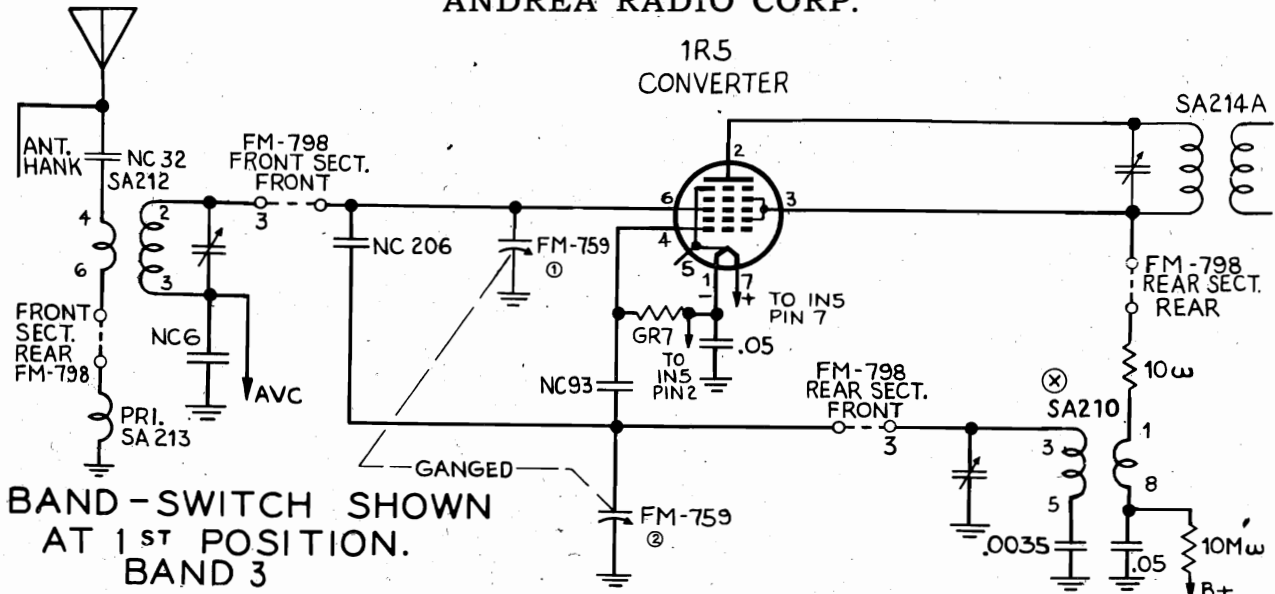 ANDREA RADIO CORP.
1R5
CONVERTER
SA214A
ANT.
HANK
NC 32
SA212
FM-798
FRONT SECT.
FRONT
2
3
4
6
2
3
6
4
5
3
1
7
-
+
NC 206
FM-759
①
TO IN5
PIN 7
GR7
.05
TO
IN5
PIN2
FM-798
REAR SECT.
REAR
FRONT
SECT.
REAR
FM-798
NC6
AVC
NC93
FM-798
REAR SECT.
FRONT
3
10ω
Ⓧ
SA210
3
5
1
8
PRI.
SA 213
GANGED
FM-759
②
.0035
.05
10M'ω
B+
BAND-SWITCH SHOWN
AT 1ST POSITION.
BAND 3